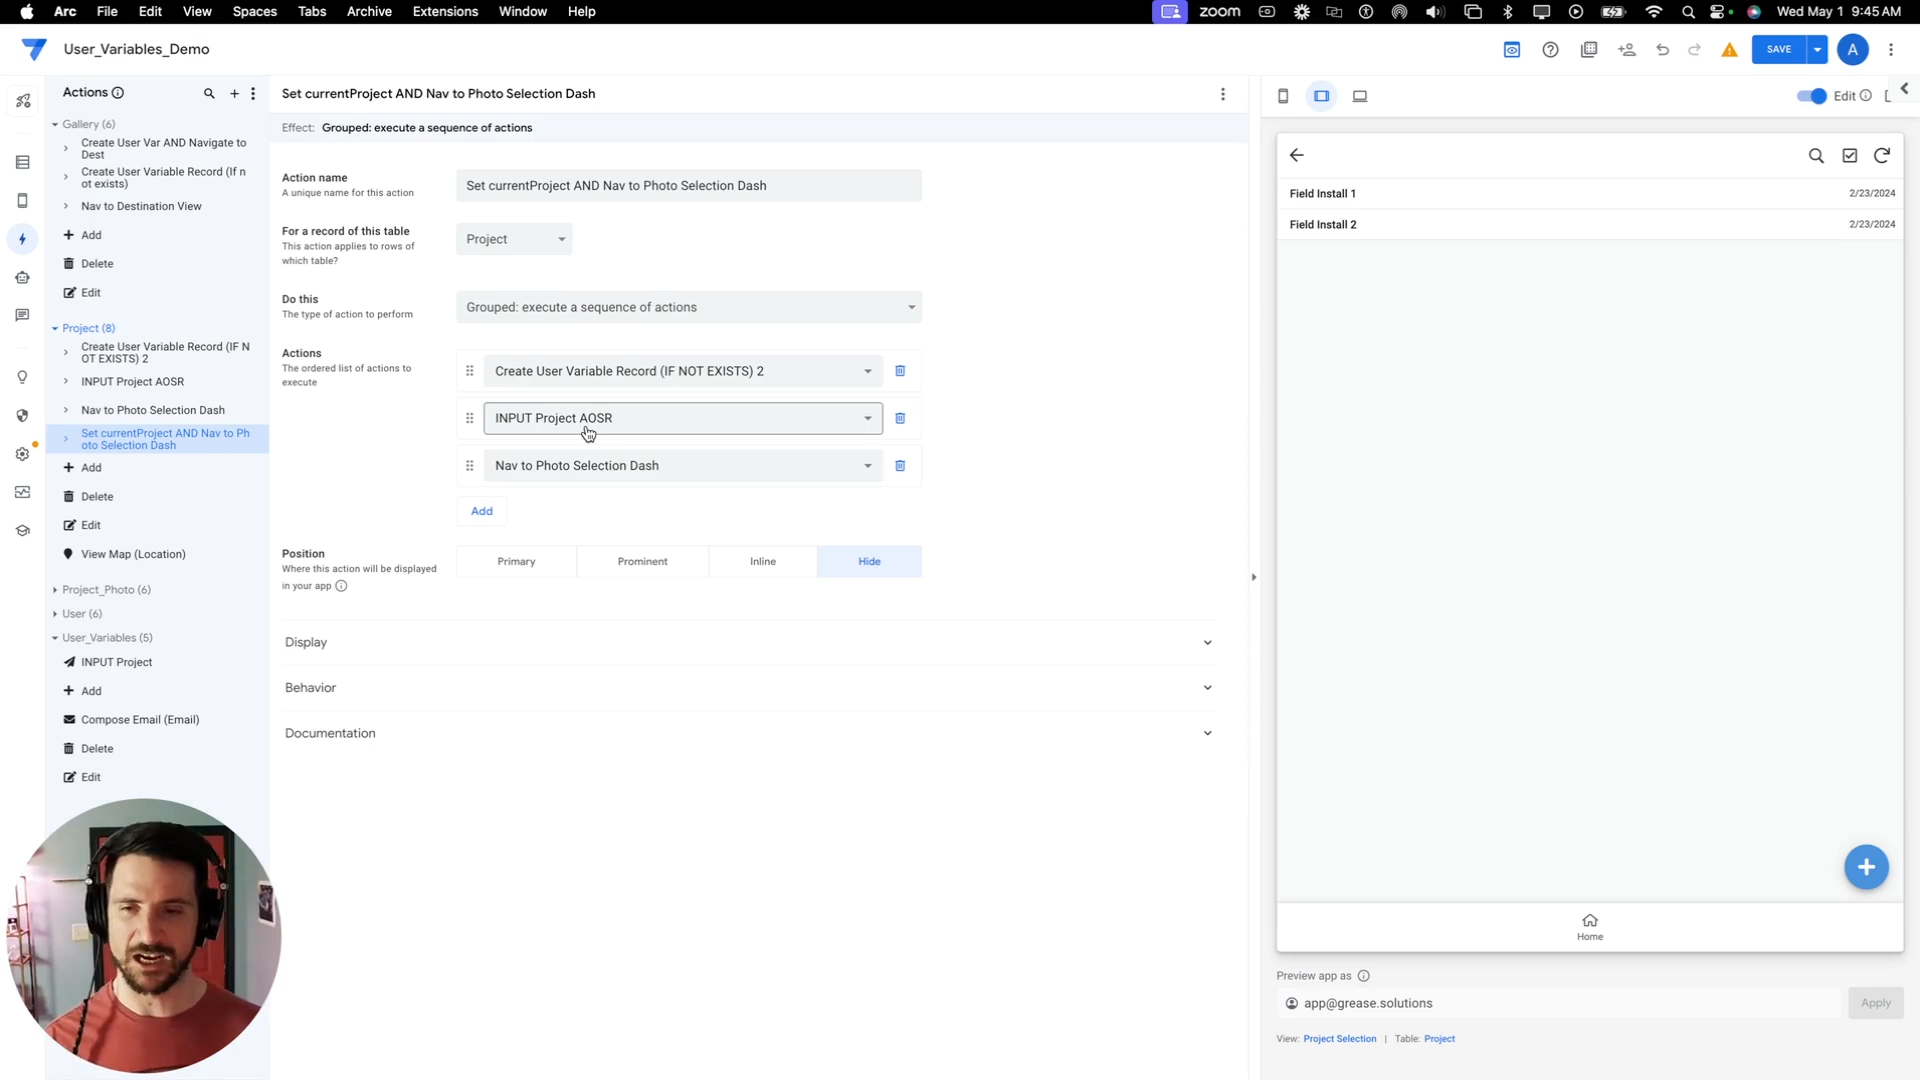 Arc File Edit View Spaces Tabs Archive Extensions Window Help
zoom
Wed May 1 9:45 AM
User_Variables_Demo
SAVE
A
Actions
Gallery (6)
Create User Var AND Navigate to
Dest
Create User Variable Record (If n
ot exists)
Nav to Destination View
Add
Delete
Edit
Project (8)
Create User Variable Record (IF N
OT EXISTS) 2
INPUT Project AOSR
Nav to Photo Selection Dash
Set currentProject AND Nav to Ph
oto Selection Dash
Add
Delete
Edit
View Map (Location)
Project_Photo (6)
User (6)
User_Variables (5)
INPUT Project
Add
Compose Email (Email)
Delete
Edit
Set currentProject AND Nav to Photo Selection Dash
Effect: Grouped: execute a sequence of actions
Action name
A unique name for this action
Set currentProject AND Nav to Photo Selection Dash
For a record of this table
This action applies to rows of
which table?
Project
Do this
The type of action to perform
Grouped: execute a sequence of actions
Actions
The ordered list of actions to
execute
Create User Variable Record (IF NOT EXISTS) 2
INPUT Project AOSR
Nav to Photo Selection Dash
Add
Position
Where this action will be displayed
in your app
Primary Prominent Inline Hide
Display
Behavior
Documentation
Edit
Field Install 1 2/23/2024
Field Install 2 2/23/2024
Home
Preview app as
app@grease.solutions
Apply
View: Project Selection | Table: Project